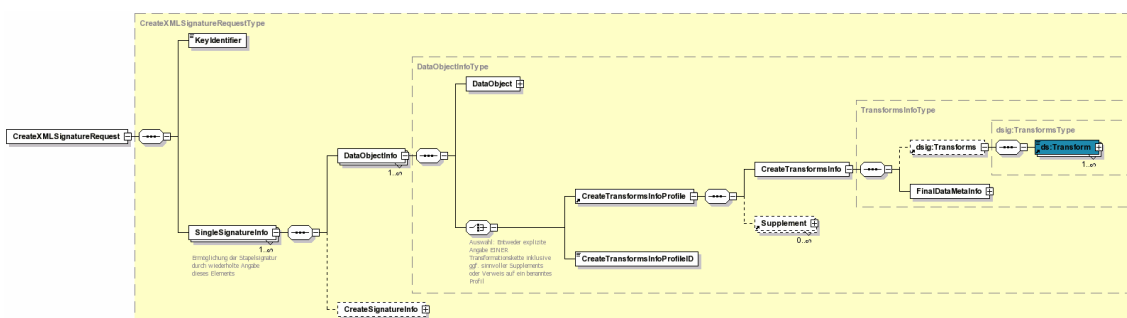 CreateXMLSignatureRequestType
KeyIdentifier
DataObjectInfoType
DataObject
TransformsInfoType
dsig:TransformsType
CreateXMLSignatureRequest
DataObjectInfo
1..∞
dsig:Transforms
ds:Transform
1..∞
CreateTransformsInfo
FinalDataMetaInfo
CreateTransformsInfoProfile
Supplement
0..∞
SingleSignatureInfo
1..∞
Ermöglichung der Stapelsignatur
durch wiederholte Angabe
dieses Elements
Auswahl: Entweder explizite
Angabe EINER
Transformationskette inklusive
ggf. sinnvoller Supplements
oder Verweis auf ein benanntes
Profil
CreateTransformsInfoProfileID
CreateSignatureInfo